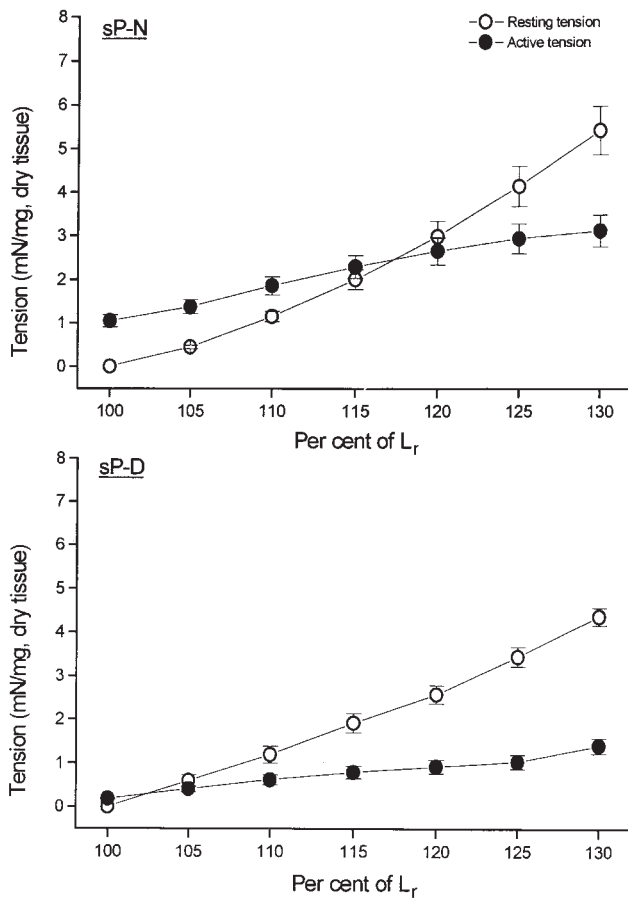 sP-N
Resting tension
Active tension
8
7
6
5
4
3
2
1
0
Tension (mN/mg, dry tissue)
100 105 110 115 120 125 130
Per cent of Lr
sP-D
8
7
6
5
4
3
2
1
0
Tension (mN/mg, dry tissue)
100 105 110 115 120 125 130
Per cent of Lr